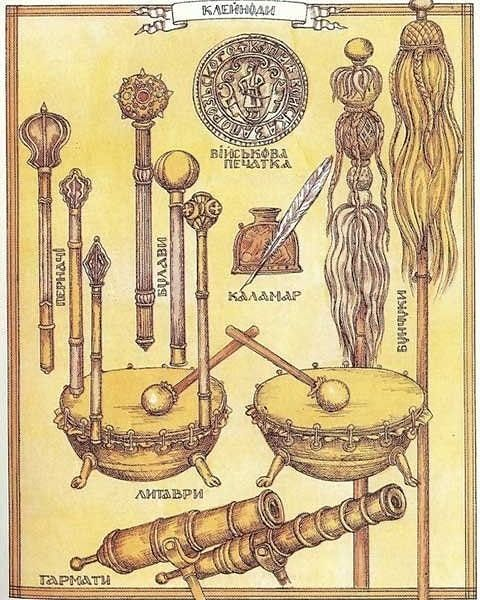 КЛЕЙНОДИ
ВІЙСЬКОВА
ПЕЧАТКА
ПЕРНАЧІ
БУЛАВИ
КАЛАМАР
БУНЧУКИ
ЛИТАВРИ
ГАРМАТИ